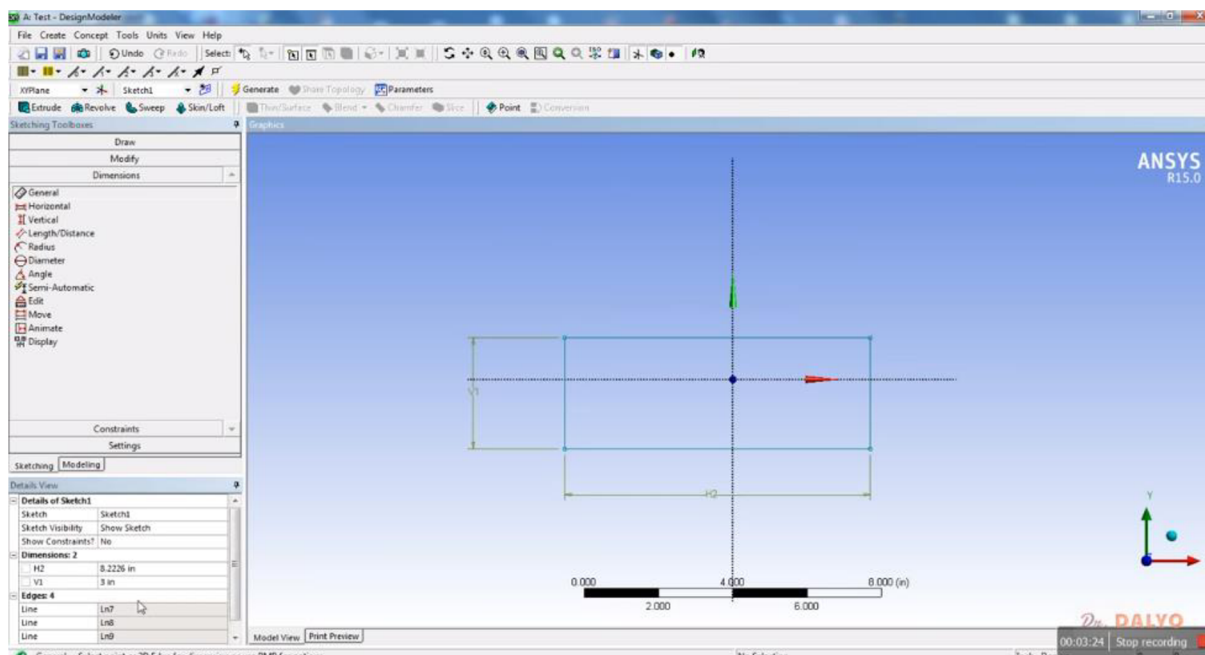 A: Test - DesignModeler
File Create Concept Tools Units View Help
Undo Redo Select:
XYPlane Sketch1 Generate Share Topology Parameters
Extrude Revolve Sweep Skin/Loft Thin/Surface Blend Chamfer Slice Point Conversion
Sketching Toolboxes
Graphics
Draw
Modify
Dimensions
General
Horizontal
Vertical
Length/Distance
Radius
Diameter
Angle
Semi-Automatic
Edit
Move
Animate
Display
Constraints
Settings
Sketching Modeling
Details View
Details of Sketch1
Sketch Sketch1
Sketch Visibility Show Sketch
Show Constraints? No
Dimensions: 2
H2 8.2226 in
V1 3 in
Edges: 4
Line Ln7
Line Ln8
Line Ln9
ANSYS
R15.0
V1
H2
Y
0.000 4.000 8.000 (in)
2.000 6.000
Model View Print Preview
Dr. DALYO
00:03:24 Stop recording
No Selection